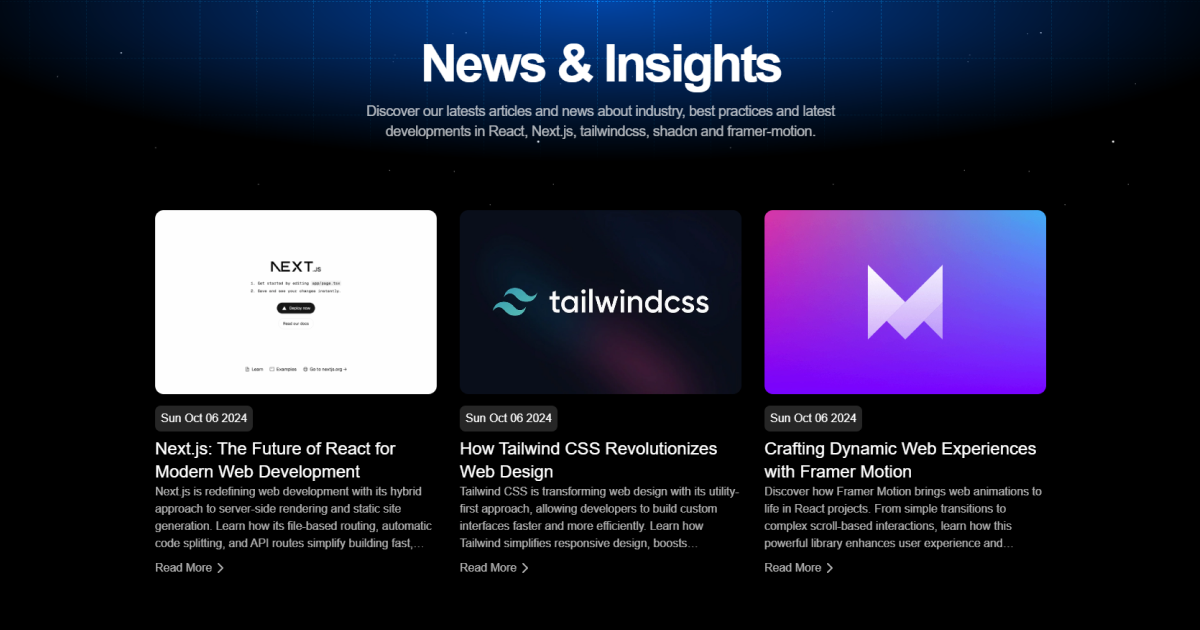 News & Insights
Discover our latests articles and news about industry, best practices and latest
developments in React, Next.js, tailwindcss, shadcn and framer-motion.
NEXT.JS
1. Get started by editing app/page.tsx
2. Save and see your changes instantly.
Deploy now
Read our docs
Learn Examples Go to nextjs.org →
Sun Oct 06 2024
Next.js: The Future of React for
Modern Web Development
Next.js is redefining web development with its hybrid
approach to server-side rendering and static site
generation. Learn how its file-based routing, automatic
code splitting, and API routes simplify building fast,...
Read More
tailwindcss
Sun Oct 06 2024
How Tailwind CSS Revolutionizes
Web Design
Tailwind CSS is transforming web design with its utility-
first approach, allowing developers to build custom
interfaces faster and more efficiently. Learn how
Tailwind simplifies responsive design, boosts...
Read More
Sun Oct 06 2024
Crafting Dynamic Web Experiences
with Framer Motion
Discover how Framer Motion brings web animations to
life in React projects. From simple transitions to
complex scroll-based interactions, learn how this
powerful library enhances user experience and...
Read More